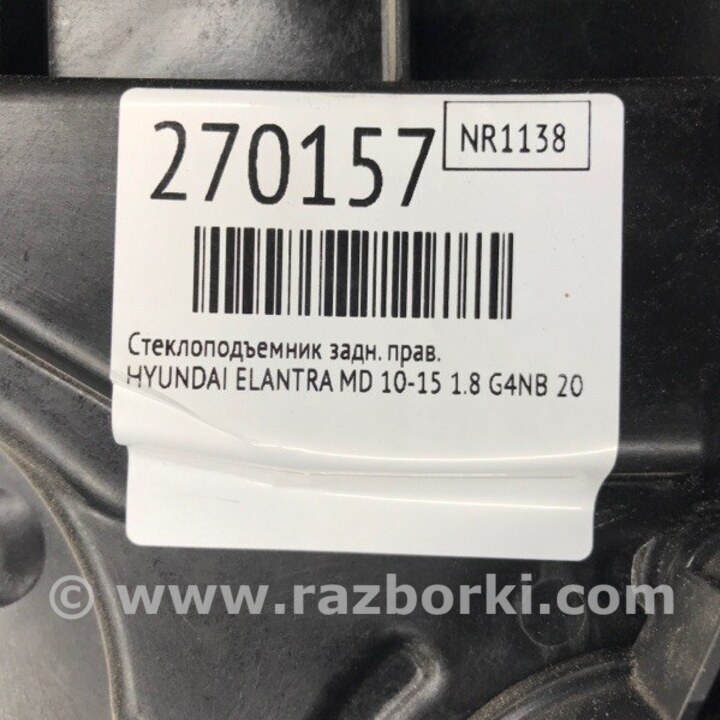 270157
NR1138
Стеклоподъемник задн. прав.
HYUNDAI ELANTRA MD 10-15 1.8 G4NB 20
© www.razborki.com